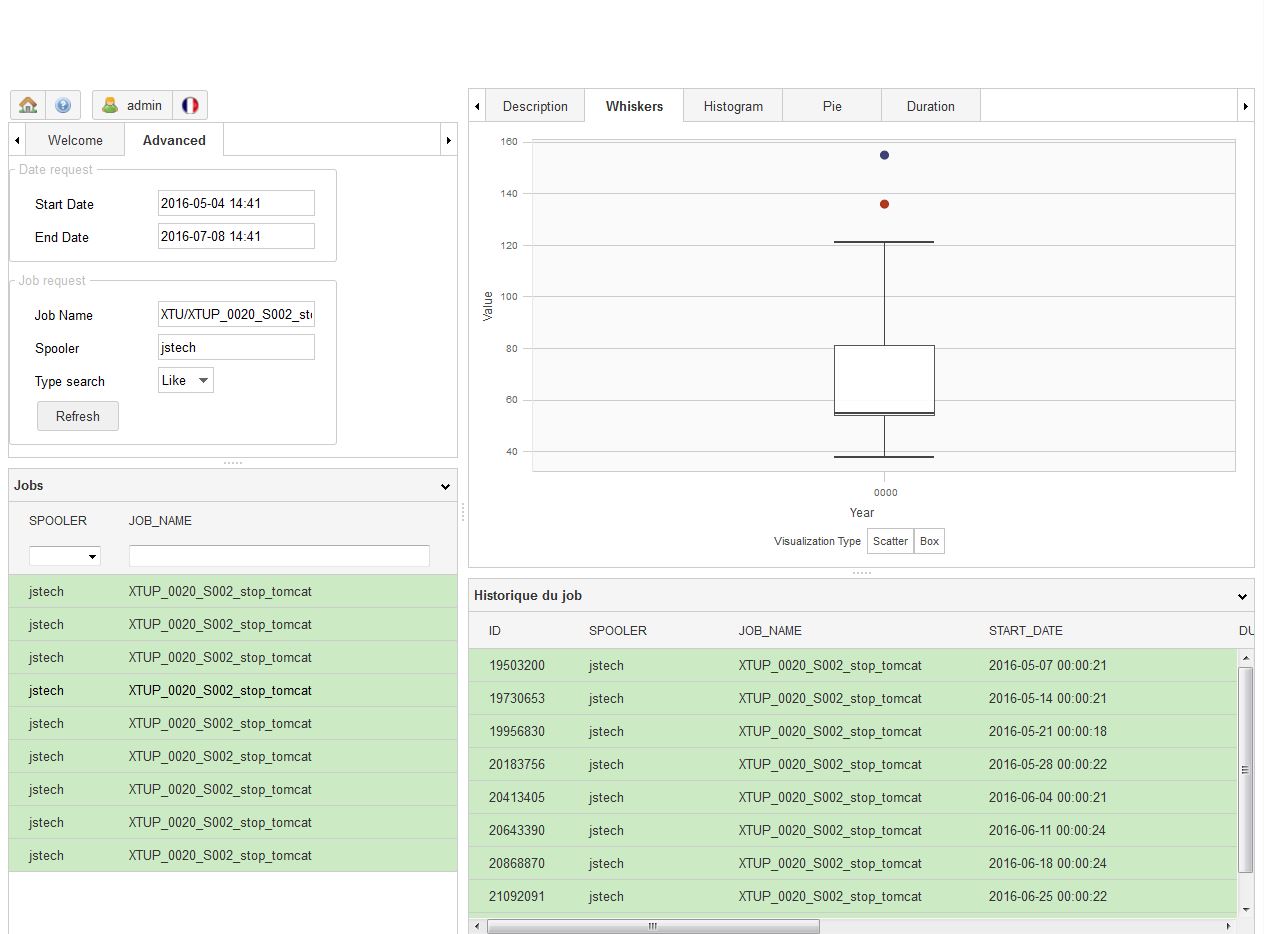 admin
Welcome
Advanced
Date request
Start Date
2016-05-04 14:41
End Date
2016-07-08 14:41
Job request
Job Name
XTU/XTUP_0020_S002_st
Spooler
jstech
Type search
Like
Refresh
Jobs
SPOOLER JOB_NAME
jstech XTUP_0020_S002_stop_tomcat
jstech XTUP_0020_S002_stop_tomcat
jstech XTUP_0020_S002_stop_tomcat
jstech XTUP_0020_S002_stop_tomcat
jstech XTUP_0020_S002_stop_tomcat
jstech XTUP_0020_S002_stop_tomcat
jstech XTUP_0020_S002_stop_tomcat
jstech XTUP_0020_S002_stop_tomcat
jstech XTUP_0020_S002_stop_tomcat
Description
Whiskers
Histogram
Pie
Duration
160
140
120
100
80
60
40
Value
0000
Year
Visualization Type Scatter Box
Historique du job
ID SPOOLER JOB_NAME START_DATE DU
19503200 jstech XTUP_0020_S002_stop_tomcat 2016-05-07 00:00:21
19730653 jstech XTUP_0020_S002_stop_tomcat 2016-05-14 00:00:21
19956830 jstech XTUP_0020_S002_stop_tomcat 2016-05-21 00:00:18
20183756 jstech XTUP_0020_S002_stop_tomcat 2016-05-28 00:00:22
20413405 jstech XTUP_0020_S002_stop_tomcat 2016-06-04 00:00:21
20643390 jstech XTUP_0020_S002_stop_tomcat 2016-06-11 00:00:24
20868870 jstech XTUP_0020_S002_stop_tomcat 2016-06-18 00:00:24
21092091 jstech XTUP_0020_S002_stop_tomcat 2016-06-25 00:00:22